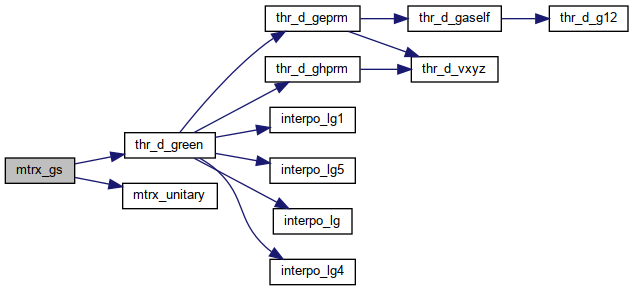 mtrx_gs
thr_d_green
mtrx_unitary
thr_d_geprm
thr_d_ghprm
interpo_lg1
interpo_lg5
interpo_lg
interpo_lg4
thr_d_gaself
thr_d_vxyz
thr_d_g12